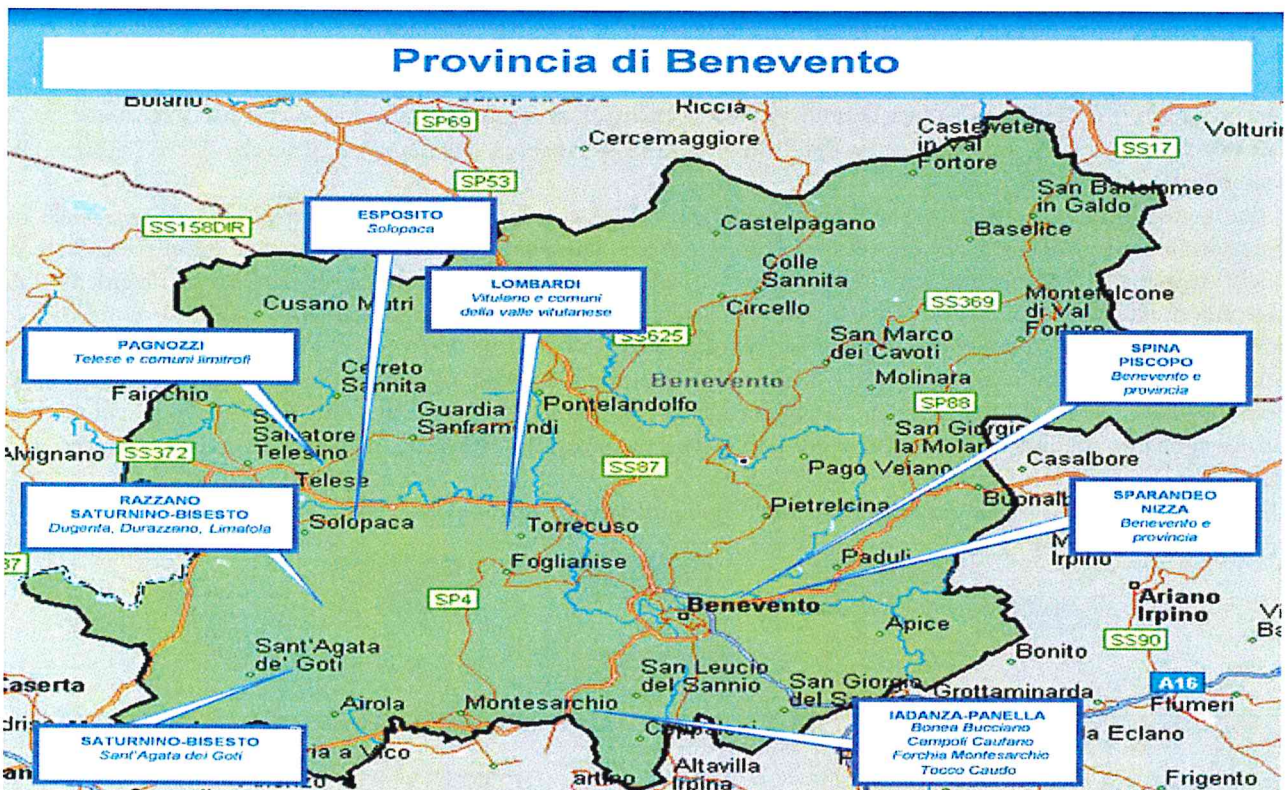 Provincia di Benevento
Riccia
SP69
Cercemaggiore
in Val
Fortore
SS17
SP53
San Bartolomeo
in Galdo
ESPOSITO
Solopaca
SS158DIR
Castelpagano
Baselice
Colle
Sannita
LOMBARDI
Vitulano e comuni
della valle vitulanese
Cusano Mutri
Circello
SS369
Montefalcone
di Val
Fortore
SS625
San Marco
dei Cavoti
PAGNOZZI
Telese e comuni limitrofi
SPINA
PISCOPO
Benevento e
provincia
Cerreto
Sannita
Benevento
Molinara
Faicchio
Pontelandolfo
SP88
Guardia
Sanframondi
San
Salvatore
Telesino
San Giorgio
la Molar
Alvignano
SS372
SS87
Pago Veiano
Casalbore
Telese
RAZZANO
SATURNINO-BISESTO
Dugenta, Durazzano, Limatola
Solopaca
Pietrelcina
Buonalb
SPARANDEO
NIZZA
Benevento e
provincia
Torrecuso
Foglianise
Paduli
Irpino
SP4
Benevento
Ariano
Irpino
Apice
SS90
Sant'Agata
de' Goti
San Leucio
del Sannio
Bonito
San Giorgio
A16
Grottaminarda
Flumeri
Airola
Montesarchio
IADANZA-PANELLA
Bonea Bucciano
Campoli Cautano
Forchia Montesarchio
Tocco Caudo
a Eclano
SATURNINO-BISESTO
Sant'Agata dei Goti
Altavilla
Irpina
Frigento